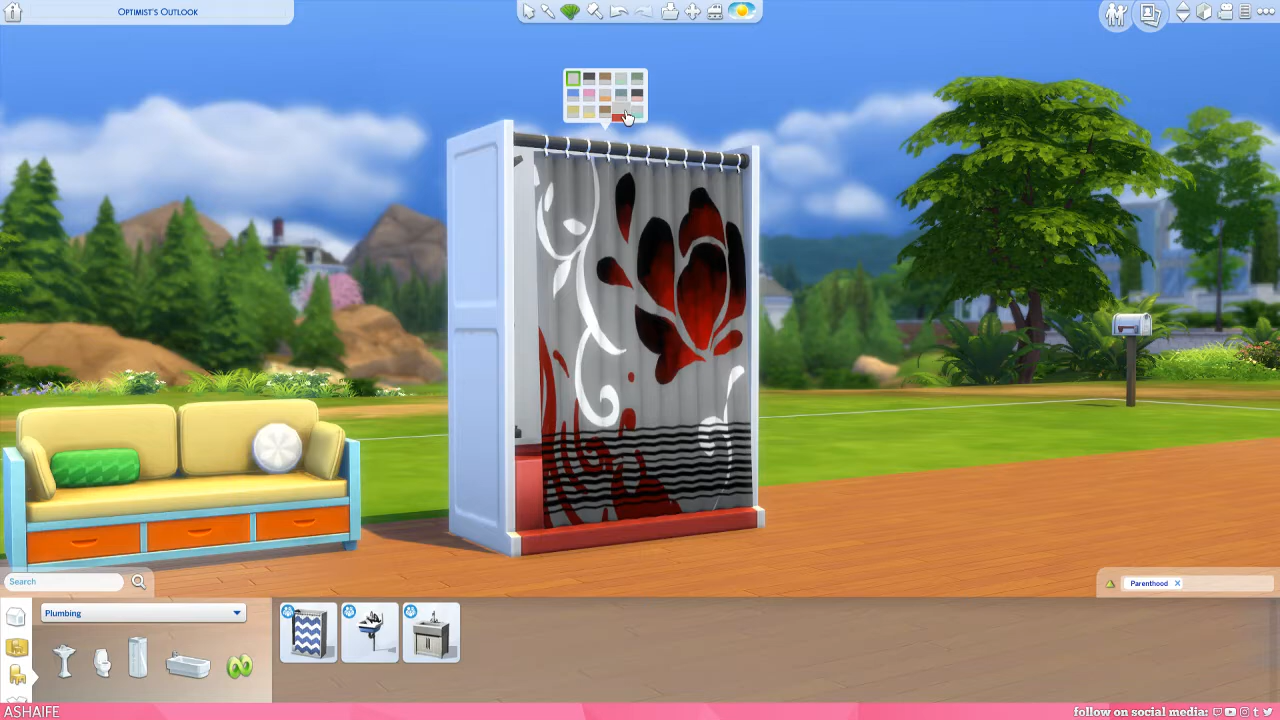 OPTIMIST'S OUTLOOK
Search
Parenthood
Plumbing
ASHAIFE
follow on social media: